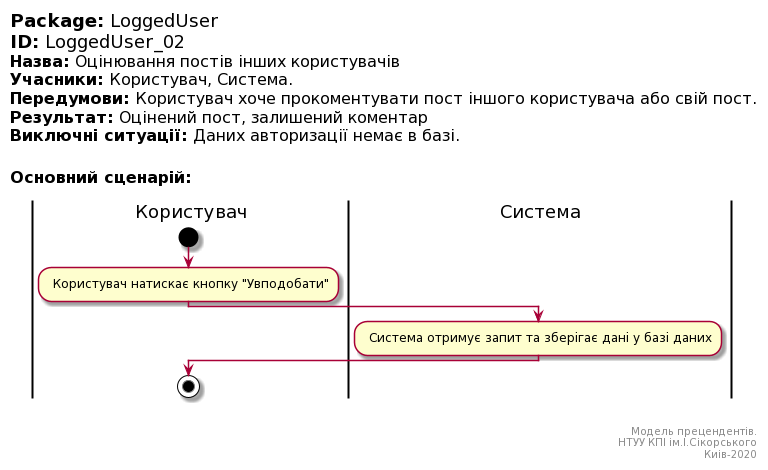 Package: LoggedUser
ID: LoggedUser_02
Назва: Оцінювання постів інших користувачів
Учасники: Користувач, Система.
Передумови: Користувач хоче прокоментувати пост іншого користувача або свій пост.
Результат: Оцінений пост, залишений коментар
Виключні ситуації: Даних авторизації немає в базі.
Основний сценарій:
Користувач
Система
Користувач натискає кнопку "Увподобати"
Система отримує запит та зберігає дані у базі даних
Модель прецендентів.
НТУУ КПІ ім.І.Сікорського
Киів-2020